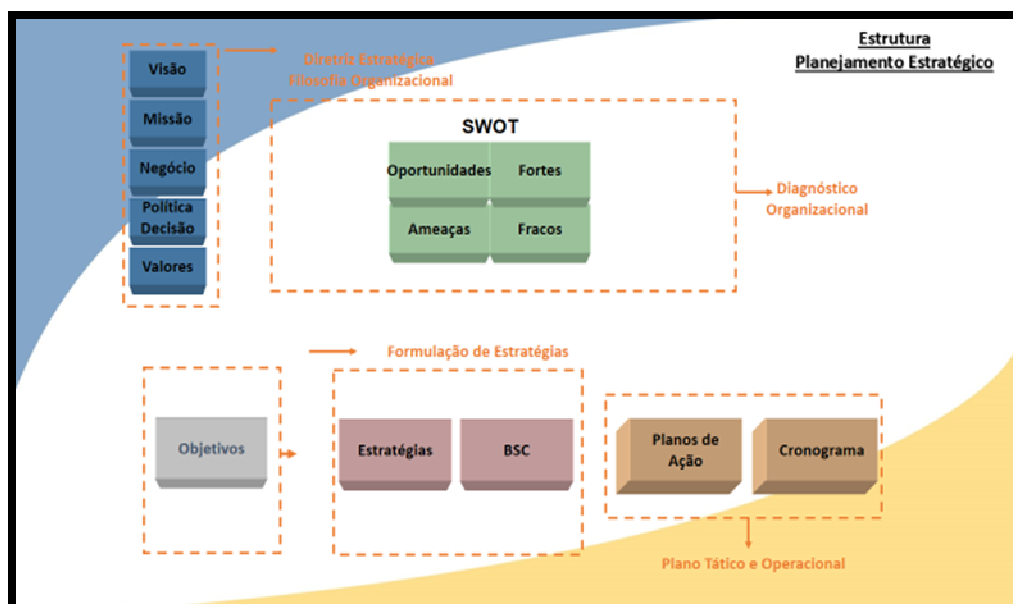 Estrutura
Planejamento Estratégico
Visão
Missão
Negócio
Política
Decisão
Valores
Diretriz Estratégica
Filosofia Organizacional
SWOT
Oportunidades
Fortes
Ameaças
Fracos
Diagnóstico
Organizacional
Formulação de Estratégias
Objetivos
Estratégias
BSC
Planos de
Ação
Cronograma
Plano Tático e Operacional